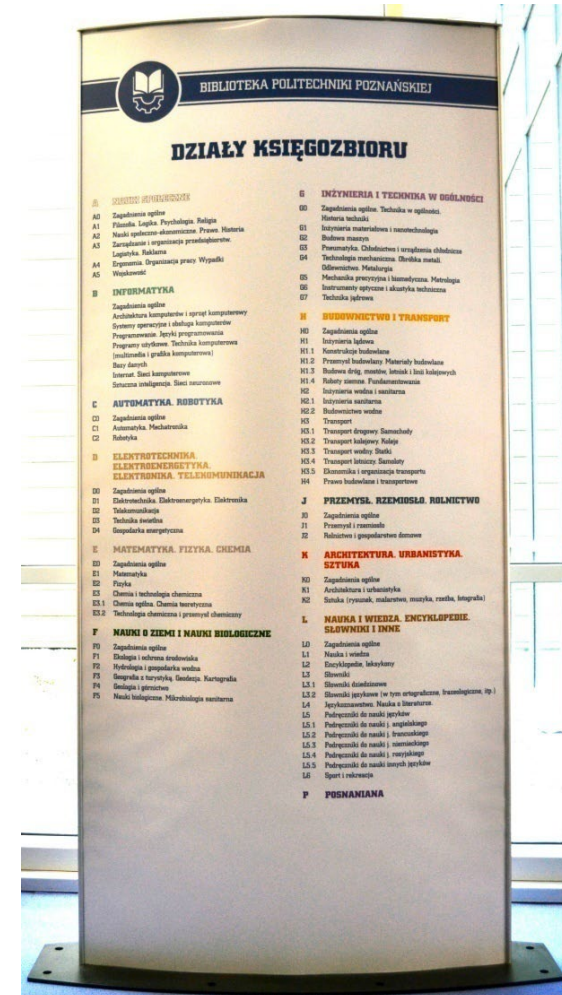 BIBLIOTEKA POLITECHNIKI POZNAŃSKIEJ
DZIAŁY KSIĘGOZBIORU
A NAUKI SPOŁECZNE
A0 Zagadnienia ogólne
A1 Filozofia. Logika. Psychologia. Religia
A2 Nauki społeczno-ekonomiczne. Prawo. Historia
A3 Zarządzanie i organizacja przedsiębiorstw.
Logistyka. Reklama
A4 Ergonomia. Organizacja pracy. Wypadki
A5 Wojskowość
B INFORMATYKA
Zagadnienia ogólne
Architektura komputerów i sprzęt komputerowy
Systemy operacyjne i obsługa komputerów
Programowanie. Języki programowania
Programy użytkowe. Technika komputerowa
(multimedia i grafika komputerowa)
Bazy danych
Internet. Sieci komputerowe
Sztuczna inteligencja. Sieci neuronowe
C AUTOMATYKA. ROBOTYKA
C0 Zagadnienia ogólne
C1 Automatyka. Mechatronika
C2 Robotyka
D ELEKTROTECHNIKA.
ELEKTROENERGETYKA.
ELEKTRONIKA. TELEKOMUNIKACJA
D0 Zagadnienia ogólne
D1 Elektrotechnika. Elektroenergetyka. Elektronika
D2 Telekomunikacja
D3 Technika świetlna
D4 Gospodarka energetyczna
E MATEMATYKA. FIZYKA. CHEMIA
E0 Zagadnienia ogólne
E1 Matematyka
E2 Fizyka
E3 Chemia i technologia chemiczna
E3.1 Chemia ogólna. Chemia teoretyczna
E3.2 Technologia chemiczna i przemysł chemiczny
F NAUKI O ZIEMI I NAUKI BIOLOGICZNE
F0 Zagadnienia ogólne
F1 Ekologia i ochrona środowiska
F2 Hydrologia i gospodarka wodna
F3 Geografia z turystyką. Geodezja. Kartografia
F4 Geologia i górnictwo
F5 Nauki biologiczne. Mikrobiologia sanitarna
G INŻYNIERIA I TECHNIKA W OGÓLNOŚCI
G0 Zagadnienia ogólne. Technika w ogólności.
Historia techniki
G1 Inżynieria materiałowa i nanotechnologia
G2 Budowa maszyn
G3 Pneumatyka. Chłodnictwo i urządzenia chłodnicze
G4 Technologia mechaniczna. Obróbka metali.
Odlewnictwo. Metalurgia
G5 Mechanika precyzyjna i biomedyczna. Metrologia
G6 Instrumenty optyczne i akustyka techniczna
G7 Technika jądrowa
H BUDOWNICTWO I TRANSPORT
H0 Zagadnienia ogólne
H1 Inżynieria lądowa
H1.1 Konstrukcje budowlane
H1.2 Przemysł budowlany. Materiały budowlane
H1.3 Budowa dróg, mostów, lotnisk i linii kolejowych
H1.4 Roboty ziemne. Fundamentowanie
H2 Inżynieria wodna i sanitarna
H2.1 Inżynieria sanitarna
H2.2 Budownictwo wodne
H3 Transport
H3.1 Transport drogowy. Samochody
H3.2 Transport kolejowy. Koleje
H3.3 Transport wodny. Statki
H3.4 Transport lotniczy. Samoloty
H3.5 Ekonomika i organizacja transportu
H4 Prawo budowlane i transportowe
J PRZEMYSŁ. RZEMIOSŁO. ROLNICTWO
J0 Zagadnienia ogólne
J1 Przemysł i rzemiosło
J2 Rolnictwo i gospodarstwo domowe
K ARCHITEKTURA. URBANISTYKA.
SZTUKA
K0 Zagadnienia ogólne
K1 Architektura i urbanistyka
K2 Sztuka (rysunek, malarstwo, muzyka, rzeźba, fotografia)
L NAUKA I WIEDZA. ENCYKLOPEDIE.
SŁOWNIKI I INNE
L0 Zagadnienia ogólne
L1 Nauka i wiedza
L2 Encyklopedie, leksykony
L3 Słowniki
L3.1 Słowniki dziedzinowe
L3.2 Słowniki językowe (w tym ortograficzne, frazeologiczne, itp.)
L4 Językoznawstwo. Nauka o literaturze.
L5 Podręczniki do nauki języków
L5.1 Podręczniki do nauki j. angielskiego
L5.2 Podręczniki do nauki j. francuskiego
L5.3 Podręczniki do nauki j. niemieckiego
L5.4 Podręczniki do nauki j. rosyjskiego
L5.5 Podręczniki do nauki innych języków
L6 Sport i rekreacja
P POSNANIANA